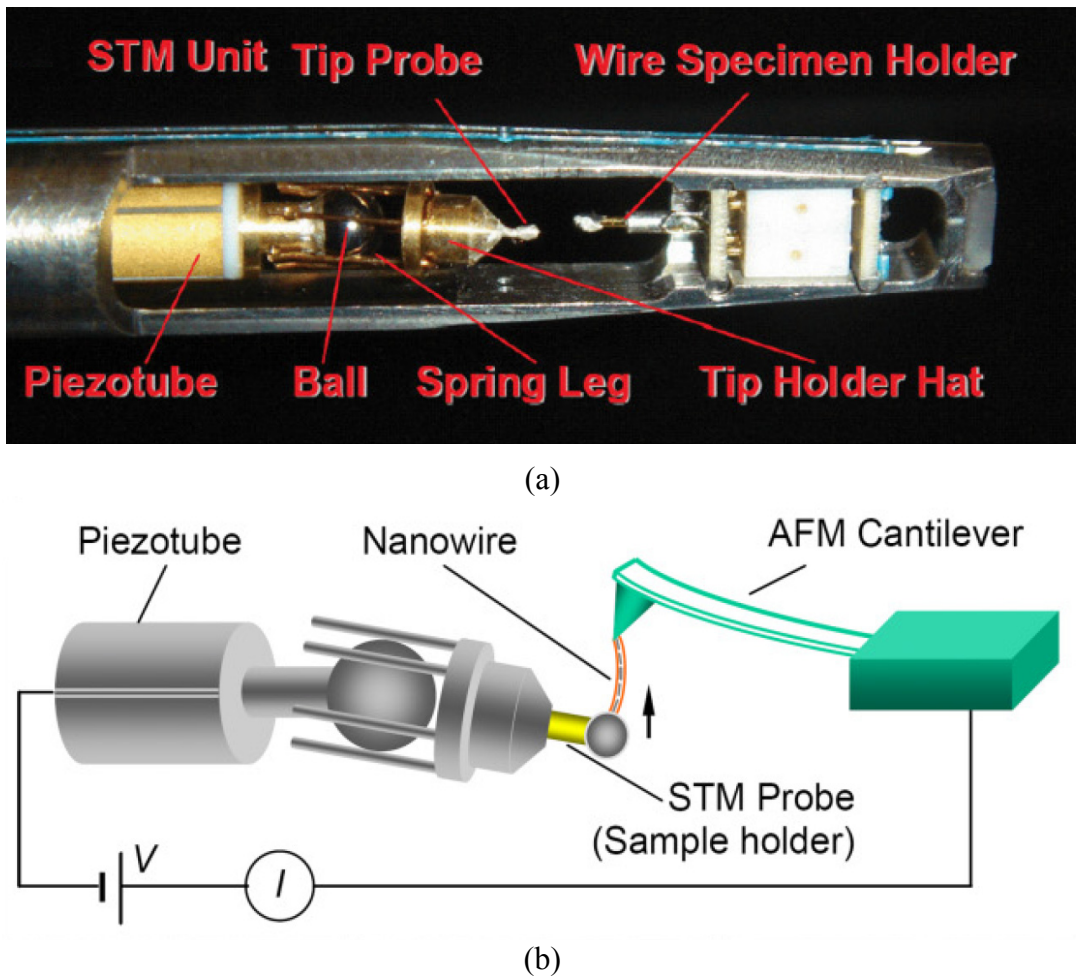 STM Unit Tip Probe Wire Specimen Holder
Piezotube Ball Spring Leg Tip Holder Hat
(a)
Piezotube Nanowire AFM Cantilever
STM Probe
(Sample holder)
V
I
(b)